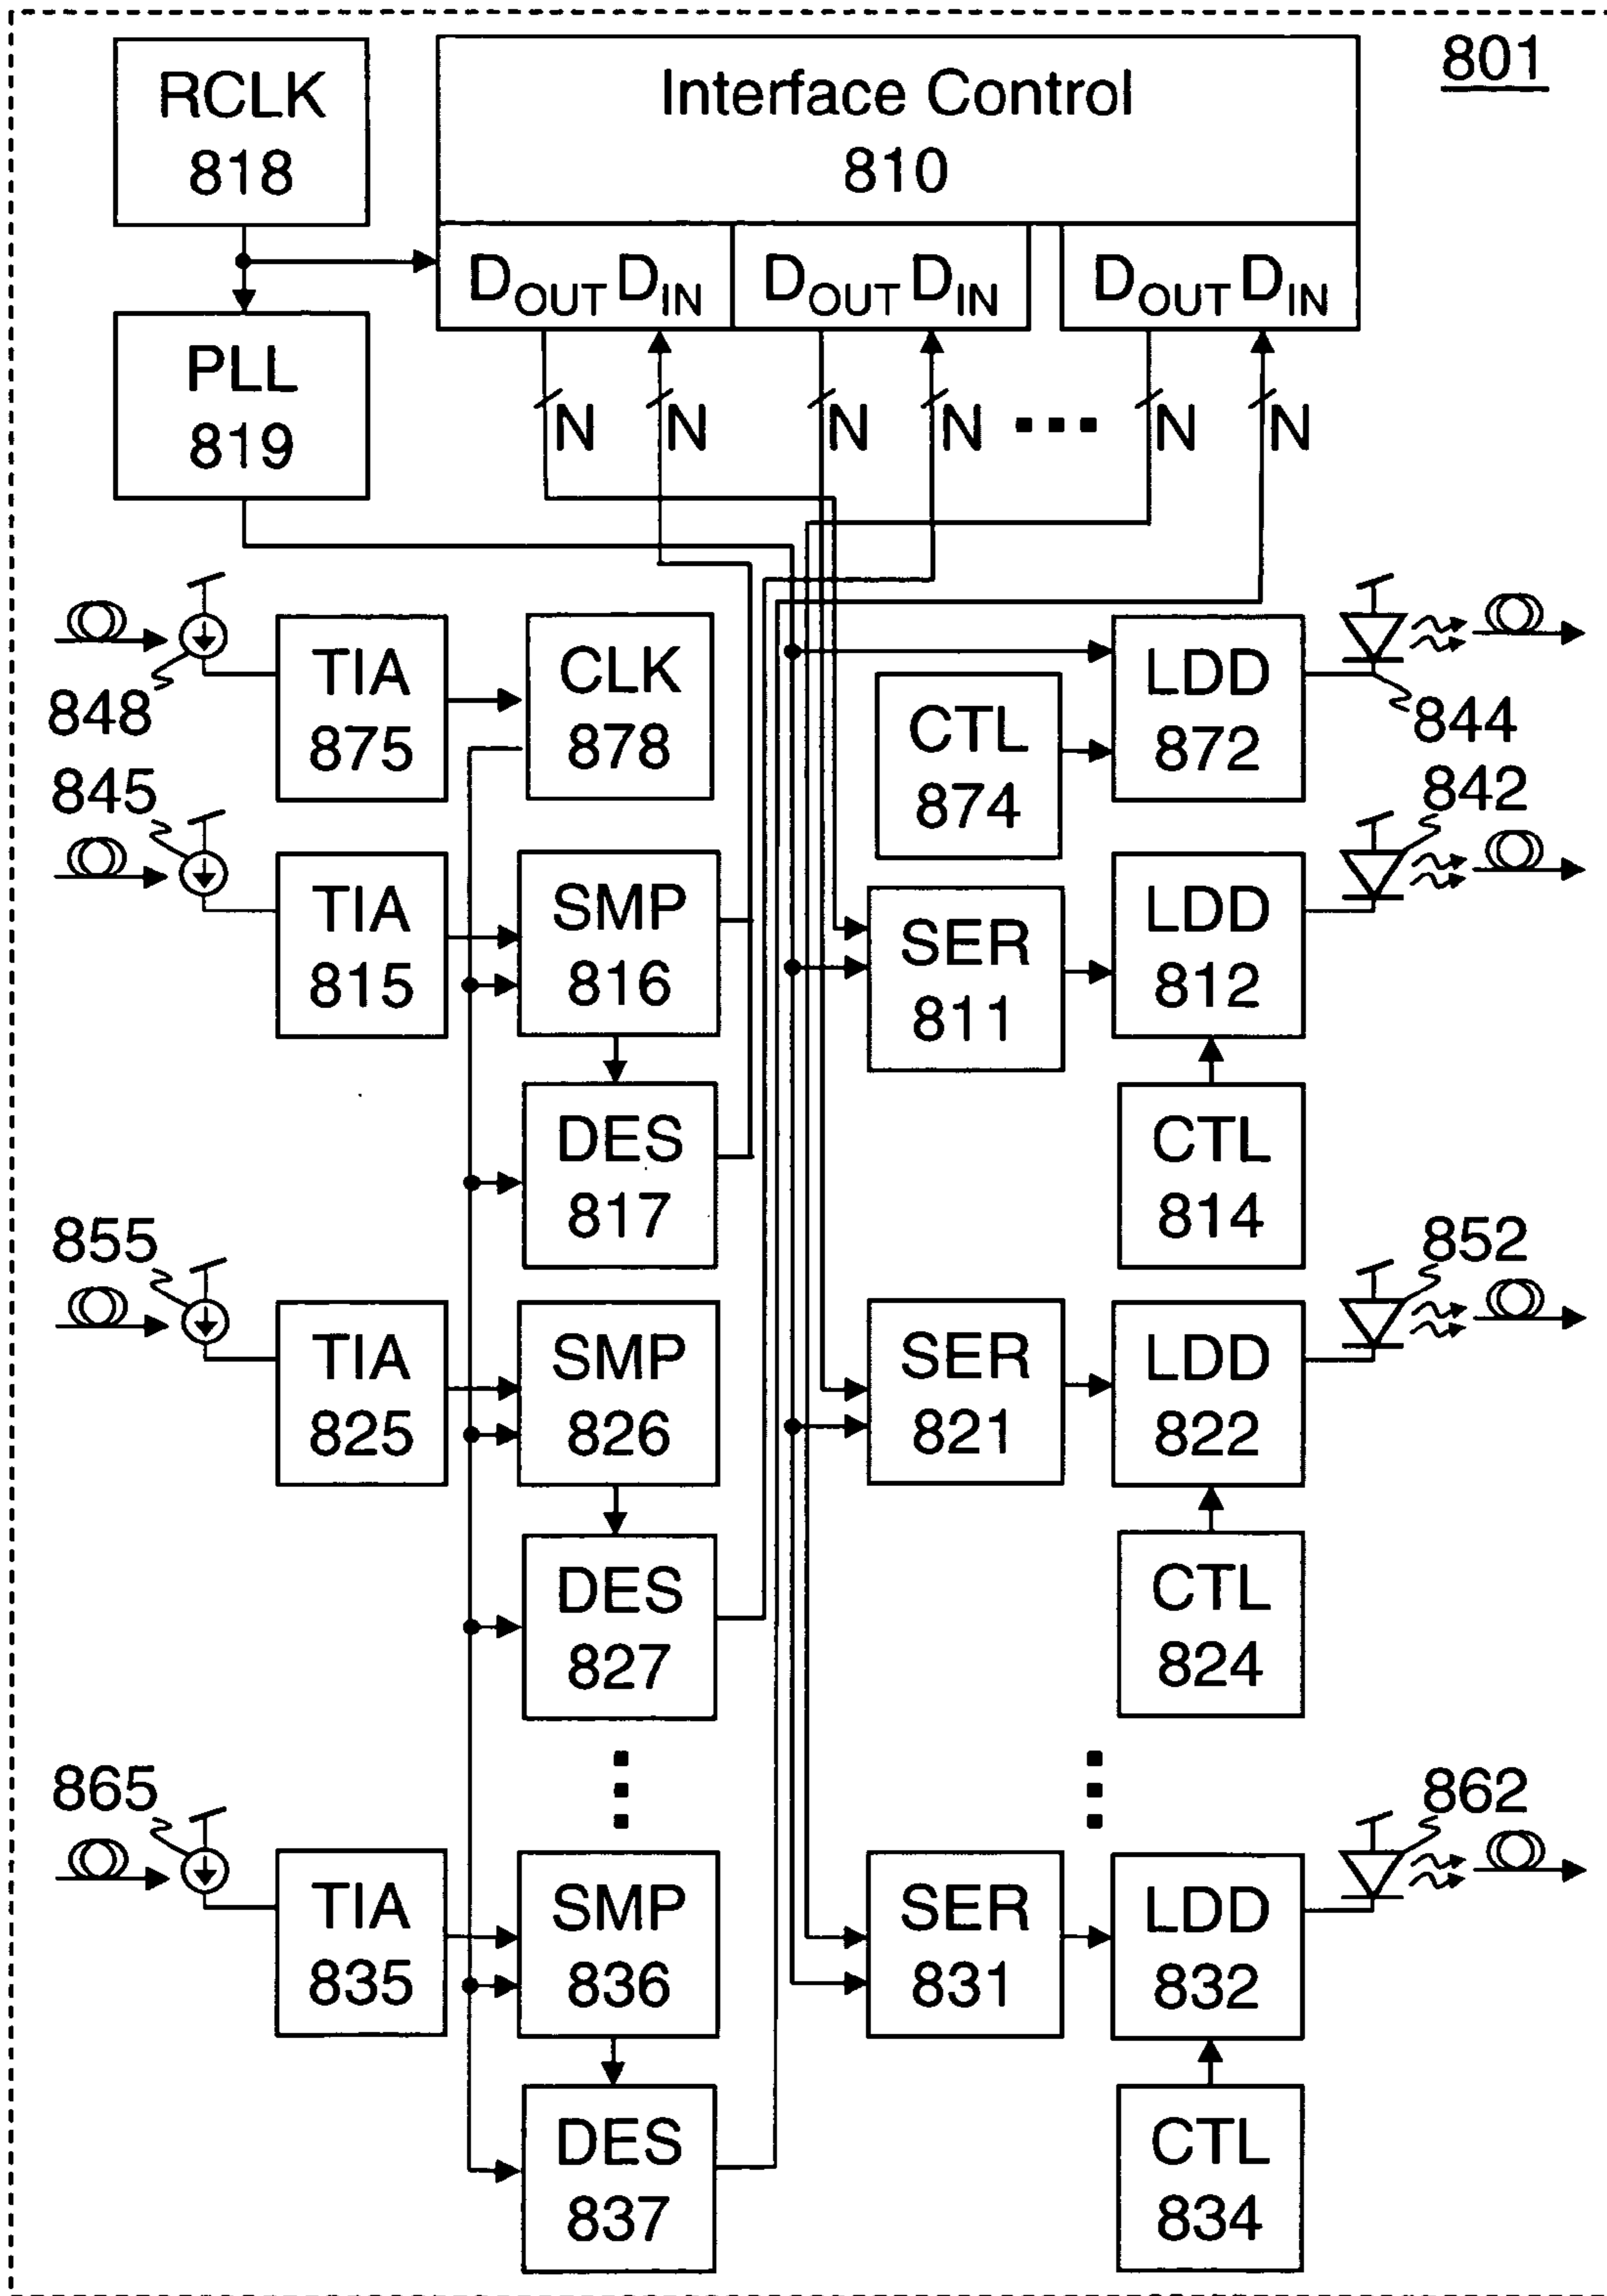 801
RCLK
818
Interface Control
810
DOUT DIN DOUT DIN DOUT DIN
PLL
819
N N N N ... N N
848
TIA
875
CLK
878
CTL
874
LDD
872
844
845
TIA
815
SMP
816
SER
811
LDD
812
842
DES
817
CTL
814
855
TIA
825
SMP
826
SER
821
LDD
822
852
DES
827
CTL
824
865
TIA
835
SMP
836
SER
831
LDD
832
862
DES
837
CTL
834